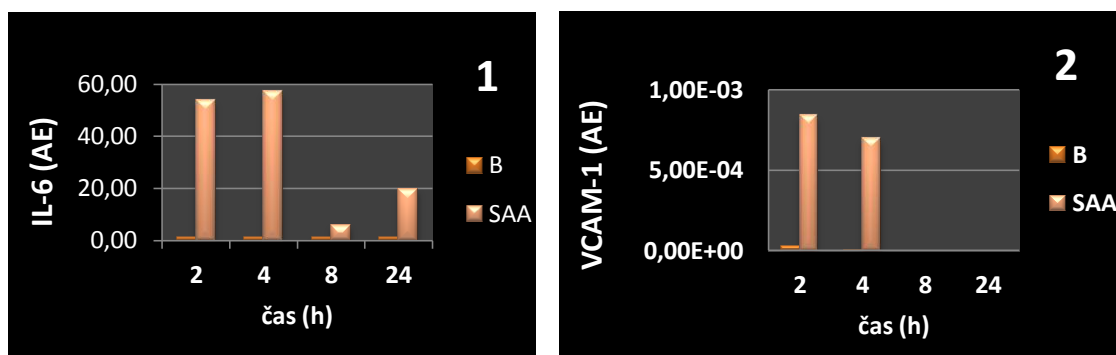 1
60,00
40,00
20,00
0,00
IL-6 (AE)
2 4 8 24
čas (h)
B
SAA
2
1,00E-03
5,00E-04
0,00E+00
VCAM-1 (AE)
2 4 8 24
čas (h)
B
SAA